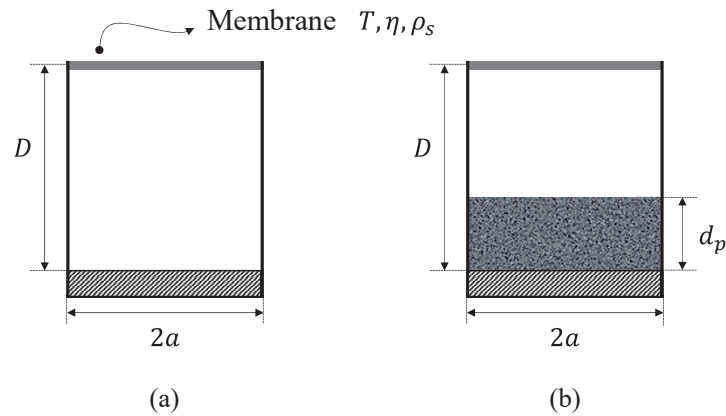 Membrane T, η, ρₛ
D
D
dₚ
2a
2a
(a)
(b)